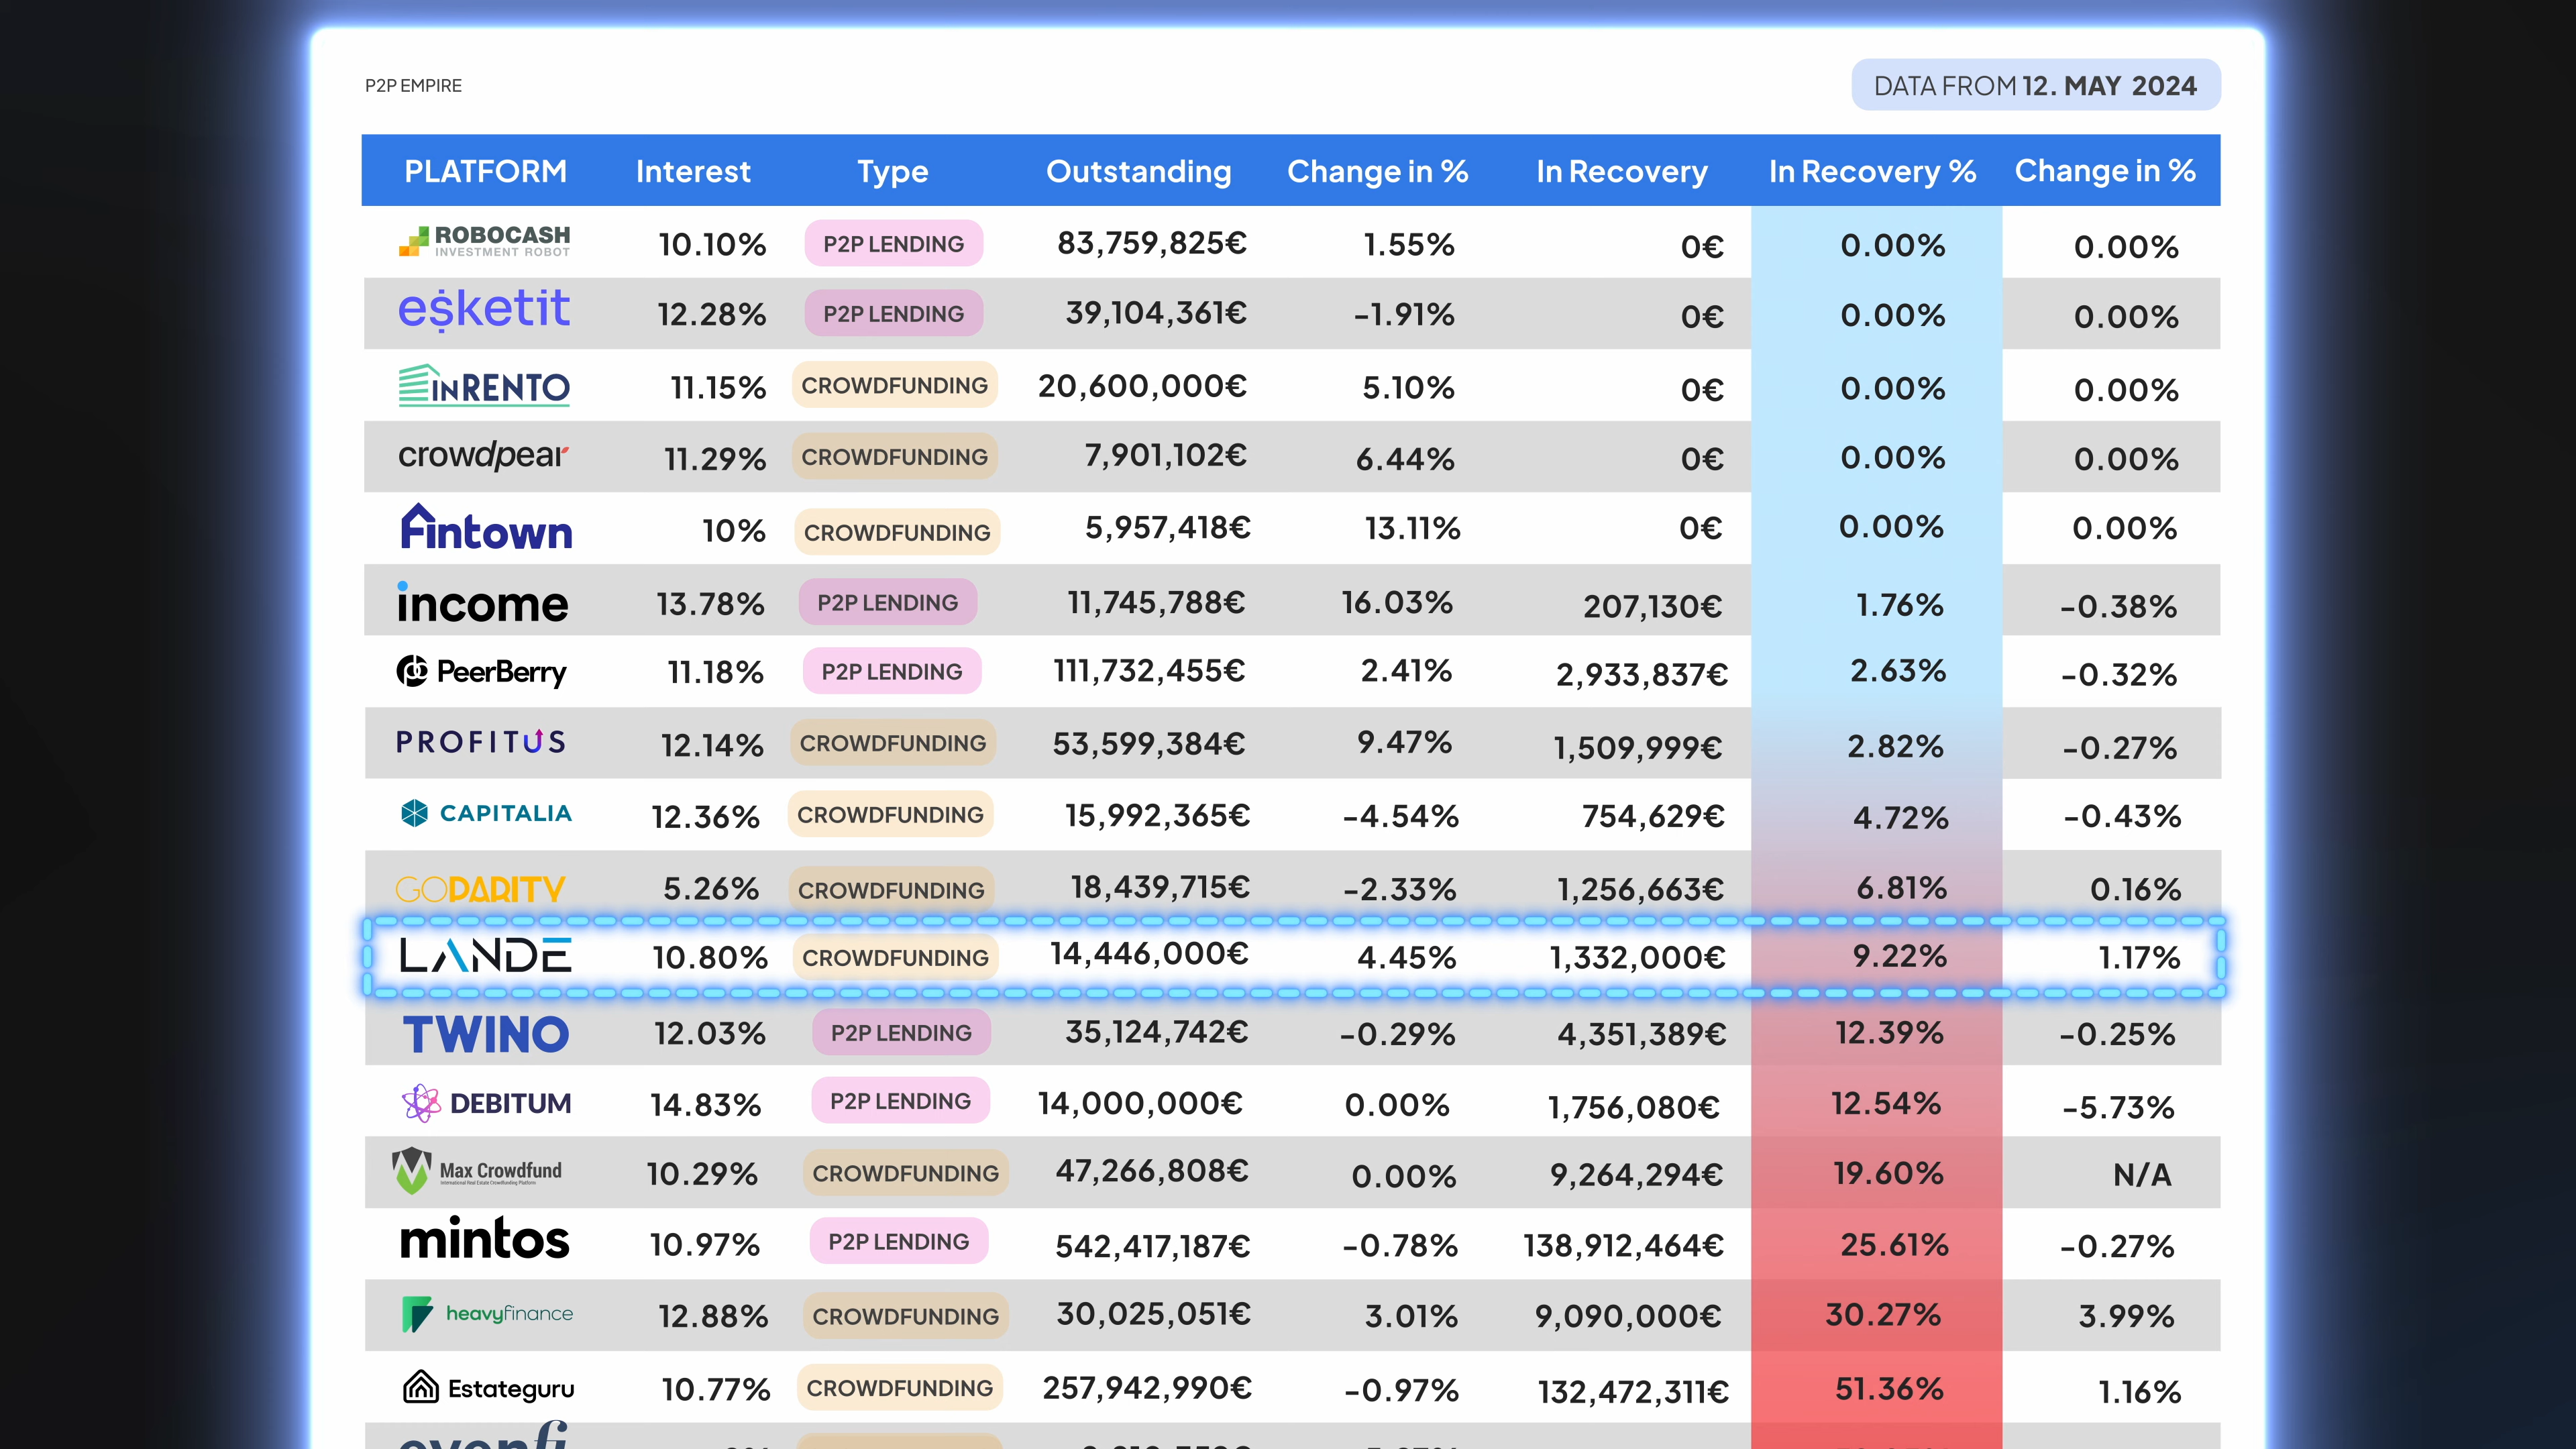 P2P EMPIRE
DATA FROM 12. MAY 2024
PLATFORM Interest Type Outstanding Change in % In Recovery In Recovery % Change in %
ROBOCASH INVESTMENT ROBOT 10.10% P2P LENDING 83,759,825€ 1.55% 0€ 0.00% 0.00%
esketit 12.28% P2P LENDING 39,104,361€ -1.91% 0€ 0.00% 0.00%
INRENTO 11.15% CROWDFUNDING 20,600,000€ 5.10% 0€ 0.00% 0.00%
crowdpear 11.29% CROWDFUNDING 7,901,102€ 6.44% 0€ 0.00% 0.00%
Fintown 10% CROWDFUNDING 5,957,418€ 13.11% 0€ 0.00% 0.00%
income 13.78% P2P LENDING 11,745,788€ 16.03% 207,130€ 1.76% -0.38%
PeerBerry 11.18% P2P LENDING 111,732,455€ 2.41% 2,933,837€ 2.63% -0.32%
PROFITUS 12.14% CROWDFUNDING 53,599,384€ 9.47% 1,509,999€ 2.82% -0.27%
CAPITALIA 12.36% CROWDFUNDING 15,992,365€ -4.54% 754,629€ 4.72% -0.43%
GOPARITY 5.26% CROWDFUNDING 18,439,715€ -2.33% 1,256,663€ 6.81% 0.16%
LANDE 10.80% CROWDFUNDING 14,446,000€ 4.45% 1,332,000€ 9.22% 1.17%
TWINO 12.03% P2P LENDING 35,124,742€ -0.29% 4,351,389€ 12.39% -0.25%
DEBITUM 14.83% P2P LENDING 14,000,000€ 0.00% 1,756,080€ 12.54% -5.73%
Max Crowdfund International Real Estate Crowdfunding Platform 10.29% CROWDFUNDING 47,266,808€ 0.00% 9,264,294€ 19.60% N/A
mintos 10.97% P2P LENDING 542,417,187€ -0.78% 138,912,464€ 25.61% -0.27%
heavyfinance 12.88% CROWDFUNDING 30,025,051€ 3.01% 9,090,000€ 30.27% 3.99%
Estateguru 10.77% CROWDFUNDING 257,942,990€ -0.97% 132,472,311€ 51.36% 1.16%